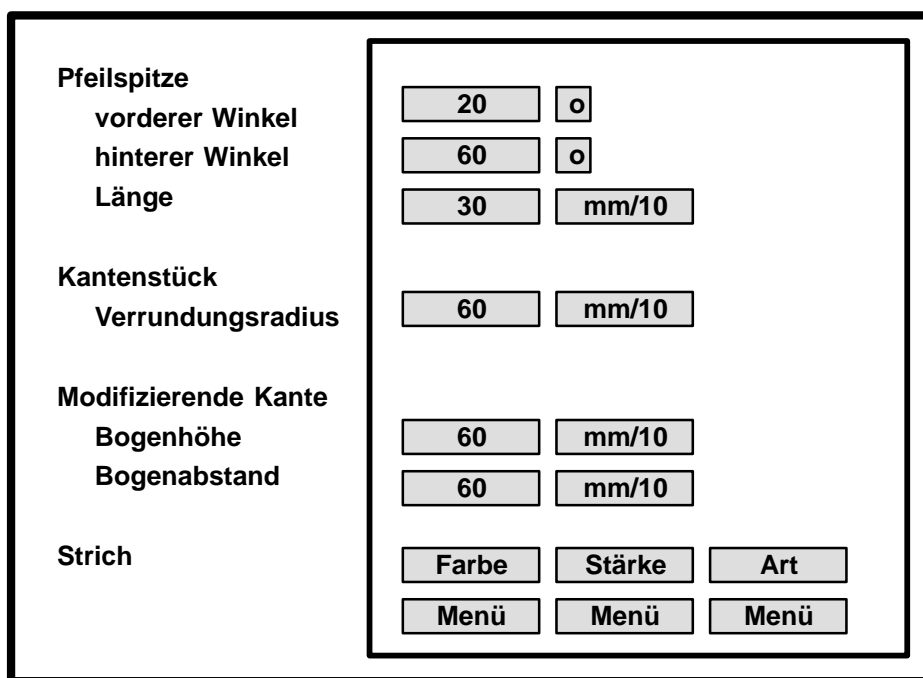 Pfeilspitze
vorderer Winkel 20 o
hinterer Winkel 60 o
Länge 30 mm/10
Kantenstück
Verrundungsradius 60 mm/10
Modifizierende Kante
Bogenhöhe 60 mm/10
Bogenabstand 60 mm/10
Strich Farbe Stärke Art
Menü Menü Menü